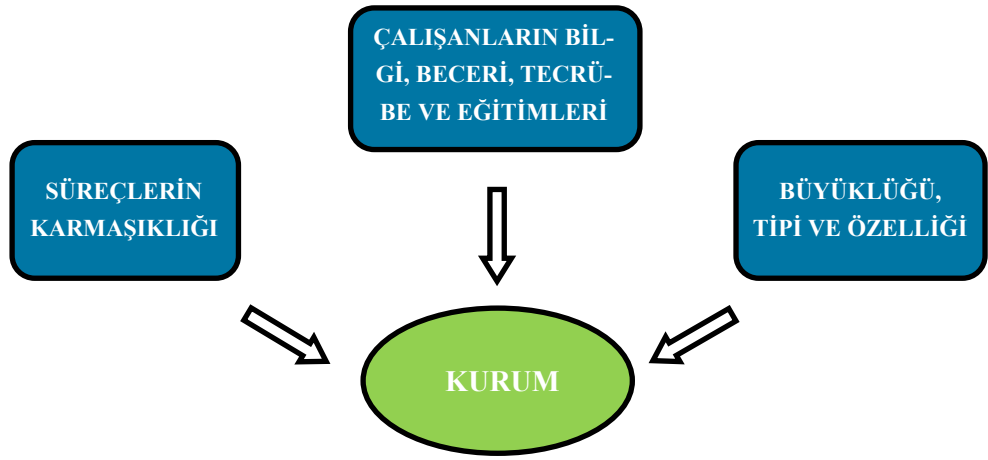 ÇALIŞANLARIN BİL-
Gİ, BECERİ, TECRÜ-
BE VE EĞİTİMLERİ
SÜREÇLERİN
KARMAŞIKLIĞI
BÜYÜKLÜĞÜ,
TİPİ VE ÖZELLİĞİ
KURUM